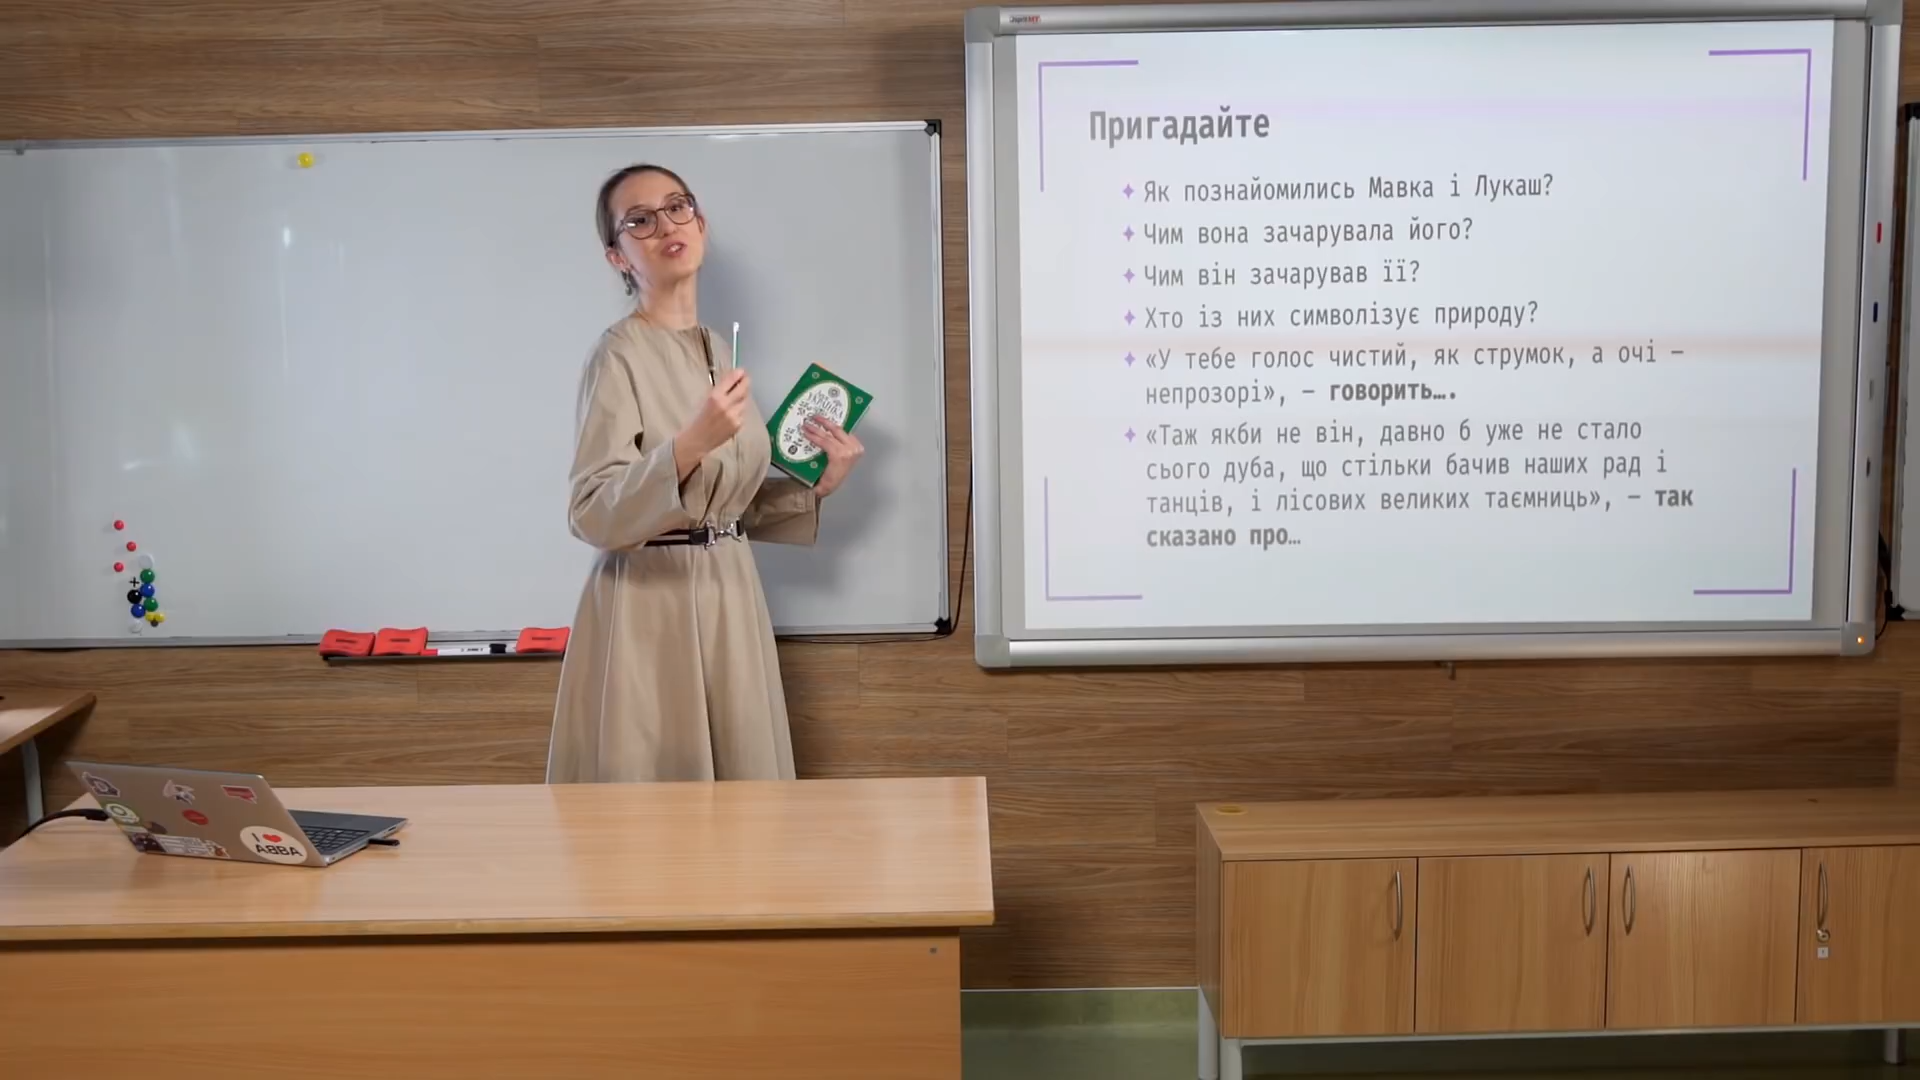 Пригадайте
Як познайомились Мавка і Лукаш?
Чим вона зачарувала його?
Чим він зачарував її?
Хто із них символізує природу?
«У тебе голос чистий, як струмок, а очі –
непрозорі», – говорить….
«Таж якби не він, давно б уже не стало
сього дуба, що стільки бачив наших рад і
танців, і лісових великих таємниць», – так
сказано про…
УКРАЇНКА
I ❤ ABBA